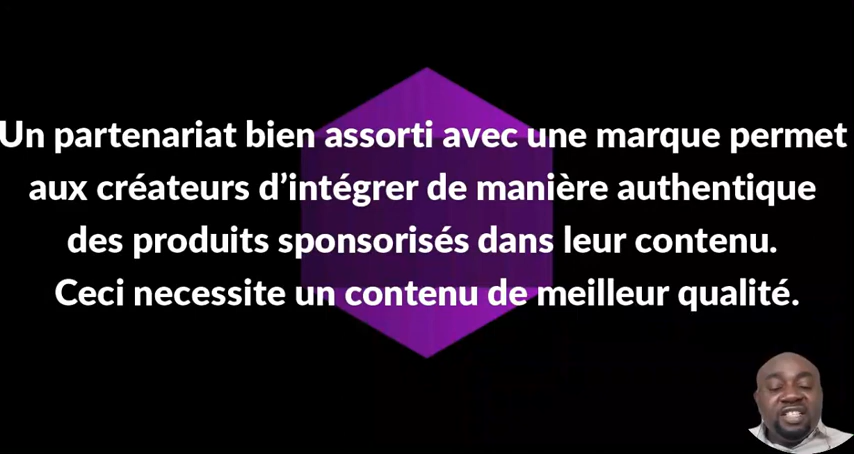 Un partenariat bien assorti avec une marque permet
aux créateurs d’intégrer de manière authentique
des produits sponsorisés dans leur contenu.
Ceci necessite un contenu de meilleur qualité.